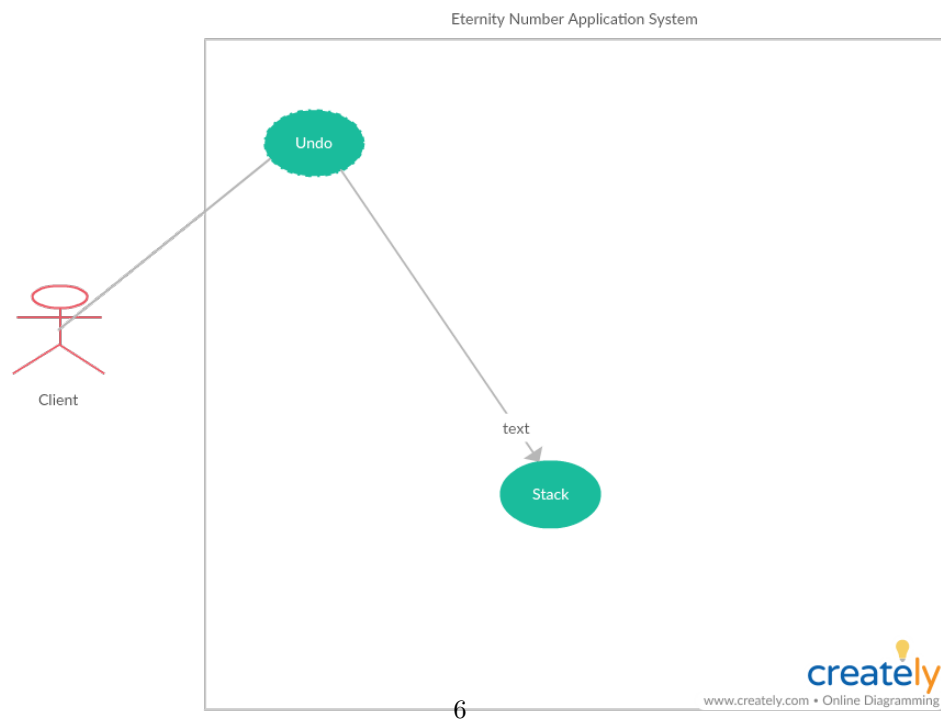 Eternity Number Application System
Undo
Client
text
Stack
creately
www.creately.com • Online Diagramming
6